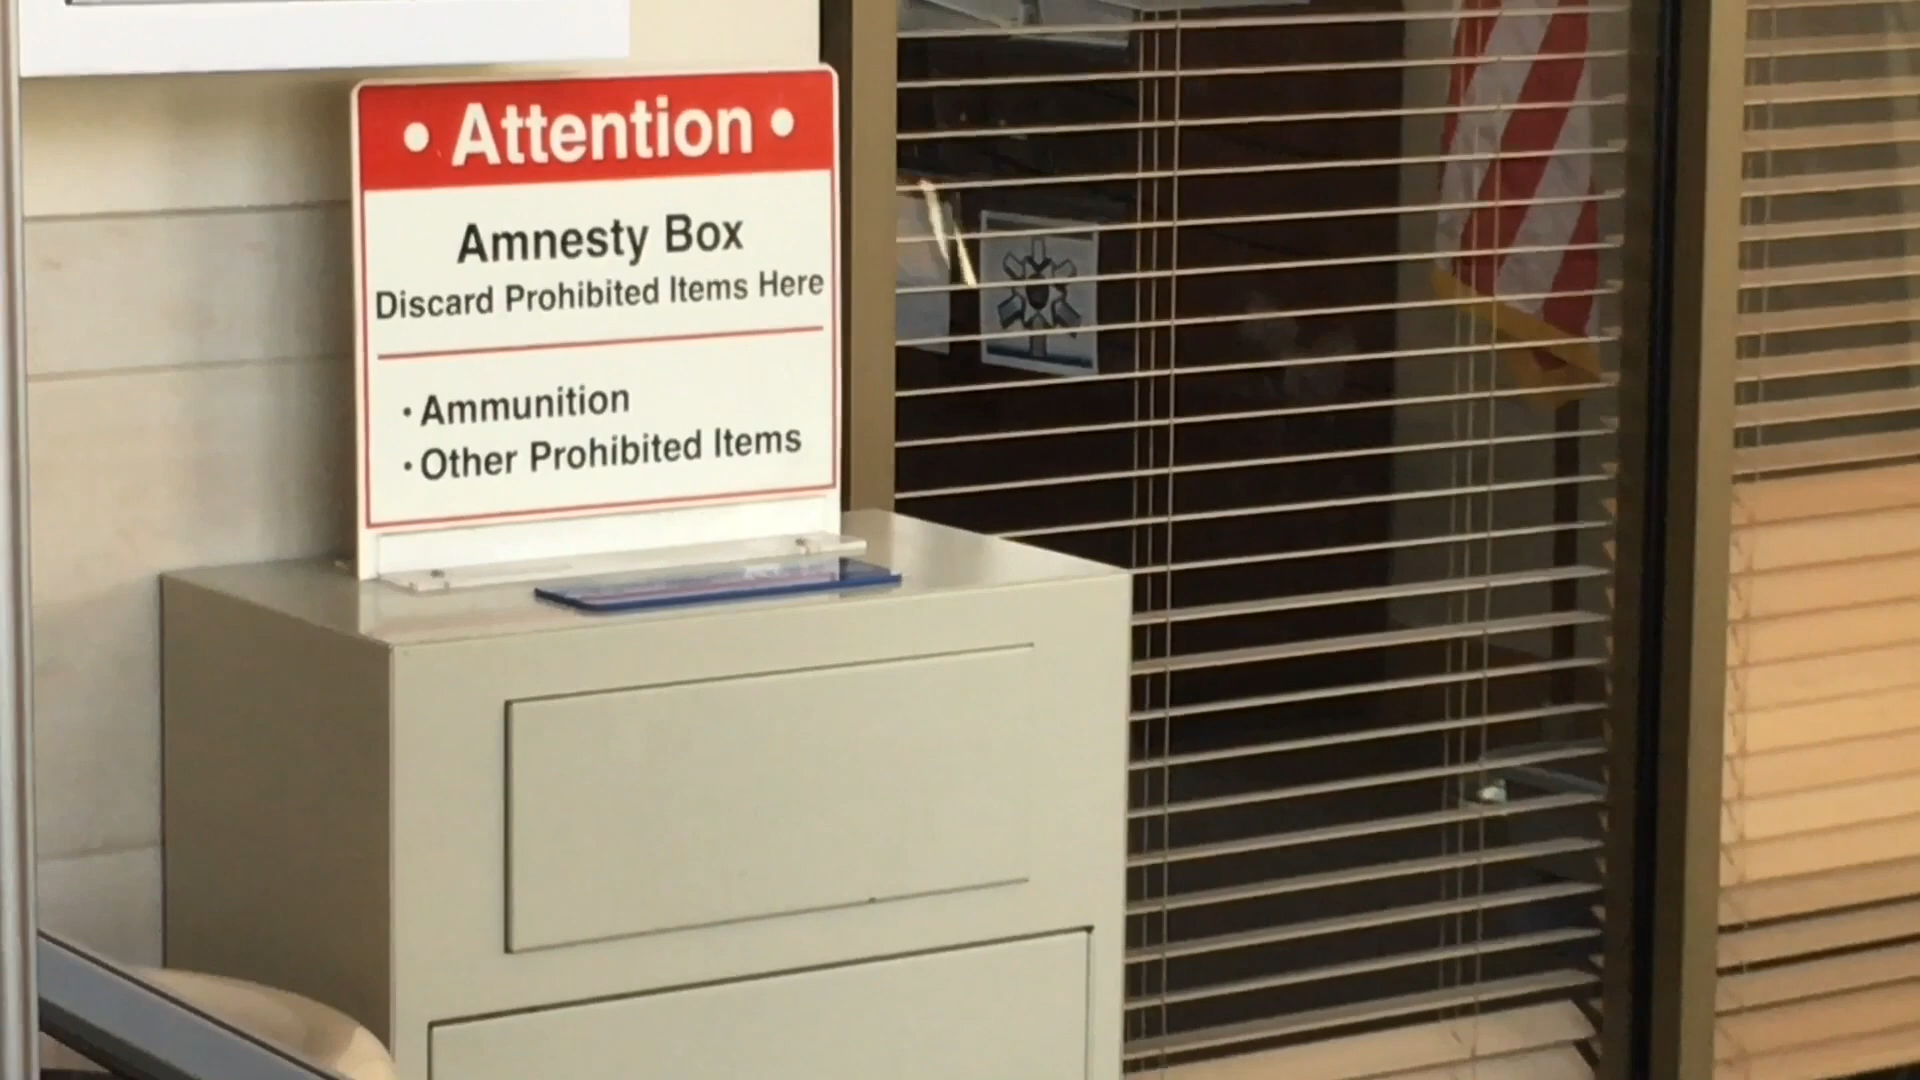 • Attention •
Amnesty Box
Discard Prohibited Items Here
• Ammunition
• Other Prohibited Items